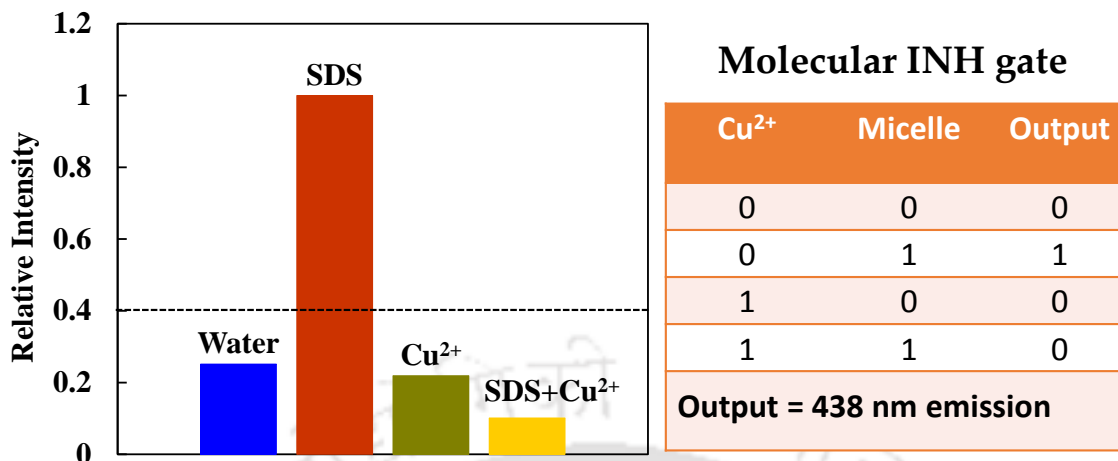 Relative Intensity
1.2
1
0.8
0.6
0.4
0.2
0
SDS
Water
Cu²⁺
SDS+Cu²⁺
Molecular INH gate
Cu²⁺ Micelle Output
0 0 0
0 1 1
1 0 0
1 1 0
Output = 438 nm emission